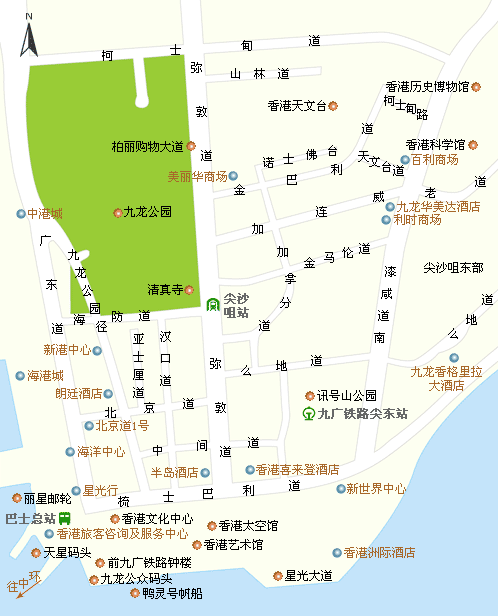 N
柯士甸道
山林道
香港历史博物馆
柯士甸路
香港天文台
弥敦道
天文台道
柏丽购物大道
诺士佛台
香港科学馆
百利商场
美丽华商场
金巴利道
中港城
九龙公园
加连威老道
九龙华美达酒店
利时商场
广东道
九龙公园径
加拿分道
金马伦道
漆咸道南
尖沙咀东部
清真寺
尖沙
咀站
海防道
亚士厘道
汉口道
么地道
新港中心
弥敦道
么地道
九龙香格里拉
大酒店
海港城
朗廷酒店
讯号山公园
北京道
九广铁路尖东站
北京道1号
海洋中心
中间道
半岛酒店
香港喜来登酒店
星光行
新世界中心
丽星邮轮
梳士巴利道
巴士总站
香港文化中心
香港太空馆
香港旅客咨询及服务中心
香港艺术馆
天星码头
香港洲际酒店
前九广铁路钟楼
往中环
九龙公众码头
星光大道
鸭灵号帆船